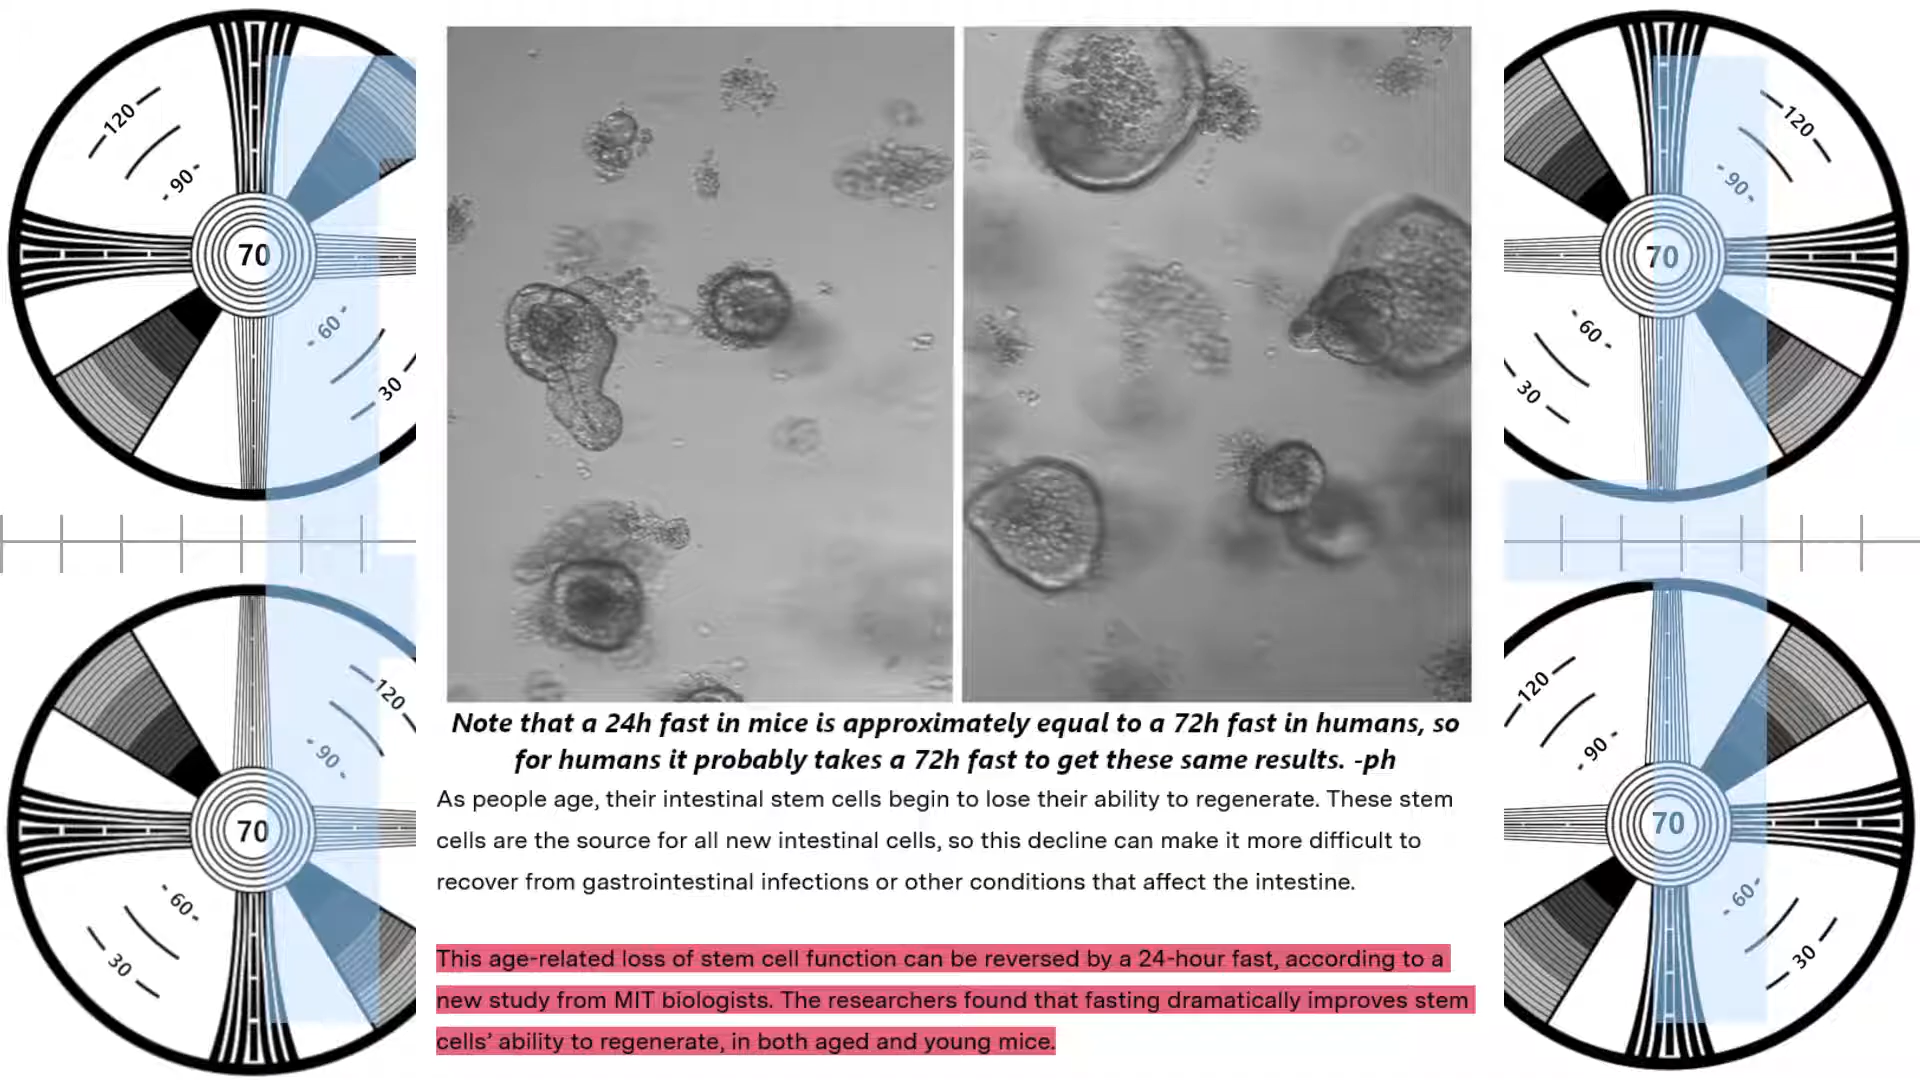 120
- 90 -
70
- 60 -
30
120
- 90 -
70
- 60 -
30
Note that a 24h fast in mice is approximately equal to a 72h fast in humans, so
for humans it probably takes a 72h fast to get these same results. -ph
As people age, their intestinal stem cells begin to lose their ability to regenerate. These stem
cells are the source for all new intestinal cells, so this decline can make it more difficult to
recover from gastrointestinal infections or other conditions that affect the intestine.
This age-related loss of stem cell function can be reversed by a 24-hour fast, according to a
new study from MIT biologists. The researchers found that fasting dramatically improves stem
cells’ ability to regenerate, in both aged and young mice.
120
- 90 -
70
- 60 -
30
120
- 90 -
70
- 60 -
30